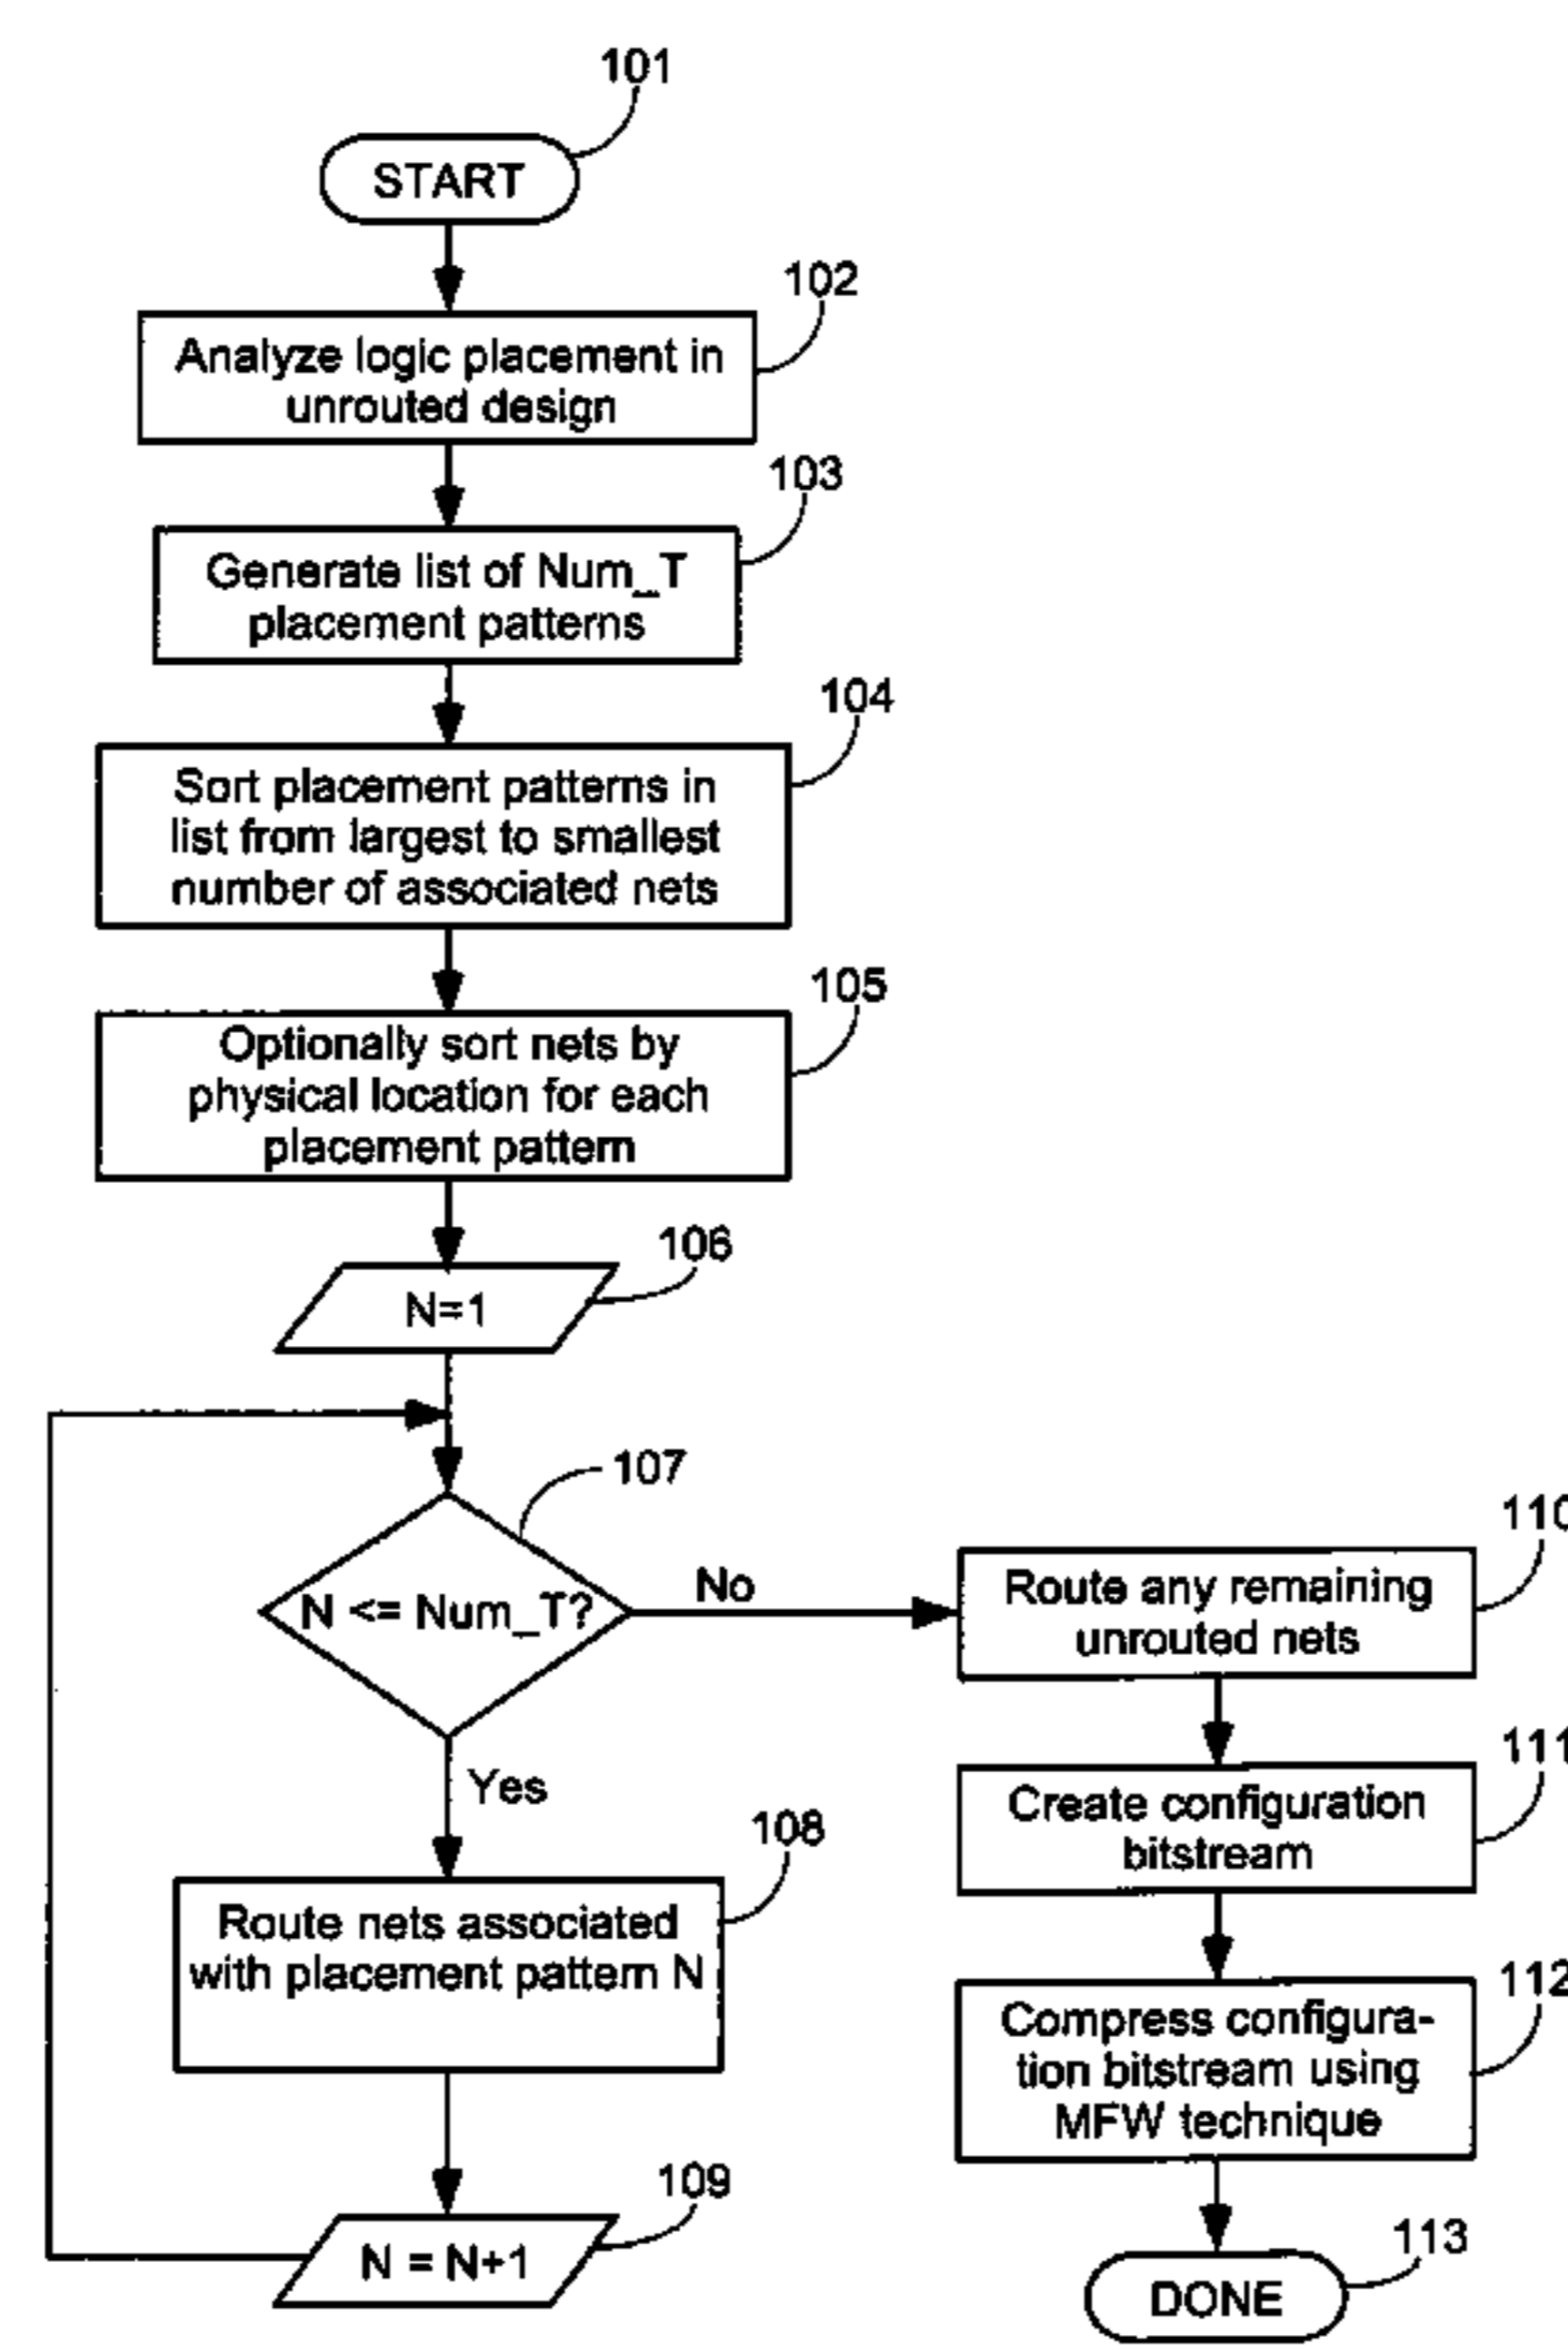 101
START
102
Analyze logic placement in
unrouted design
103
Generate list of Num_T
placement patterns
104
Sort placement patterns in
list from largest to smallest
number of associated nets
105
Optionally sort nets by
physical location for each
placement pattern
106
N=1
107
N <= Num_T?
No
Yes
108
Route nets associated
with placement pattern N
109
N = N+1
110
Route any remaining
unrouted nets
111
Create configuration
bitstream
112
Compress configura-
tion bitstream using
MFW technique
113
DONE